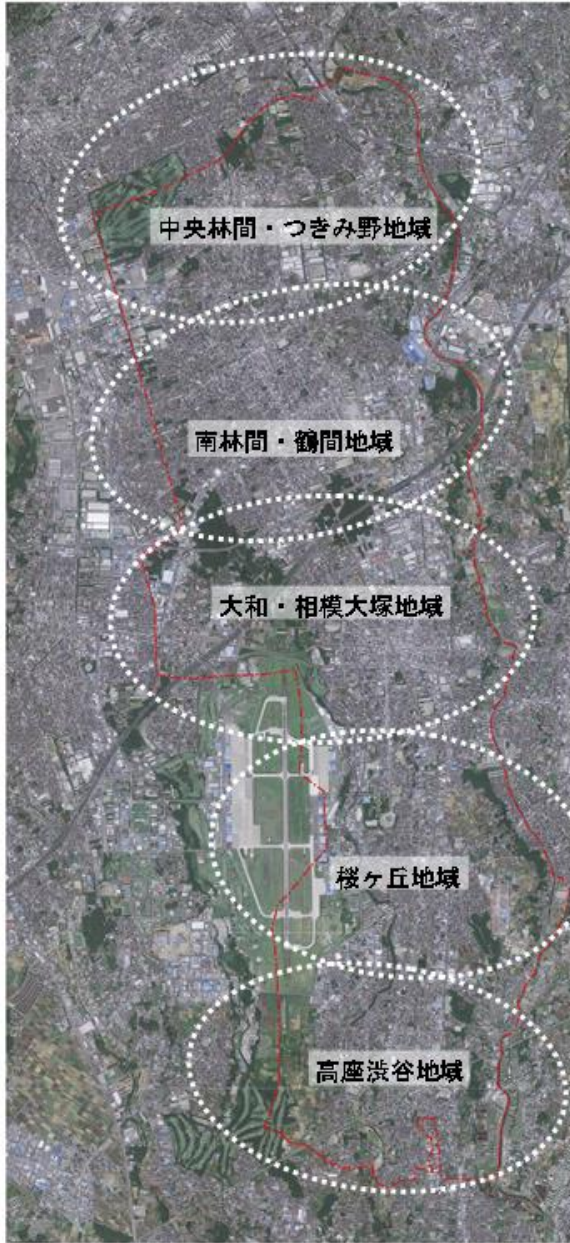 中央林間・つきみ野地域
南林間・鶴間地域
大和・相模大塚地域
桜ヶ丘地域
高座渋谷地域